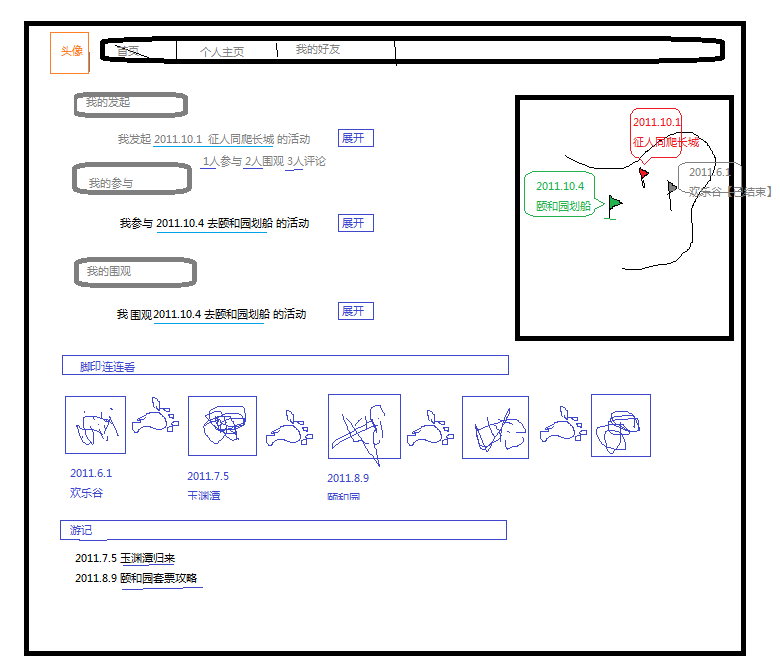 头像
首页 个人主页 我的好友
我的发起
我发起 2011.10.1 征人同爬长城 的活动 展开
1人参与 2人围观 3人评论
我的参与
我参与 2011.10.4 去颐和园划船 的活动 展开
我的围观
我围观2011.10.4 去颐和园划船 的活动 展开
2011.10.1
征人同爬长城
2011.6.1
欢乐谷【已结束】
2011.10.4
颐和园划船
脚印连连看
2011.6.1
欢乐谷
2011.7.5
玉渊潭
2011.8.9
颐和园
游记
2011.7.5 玉渊潭归来
2011.8.9 颐和园套票攻略